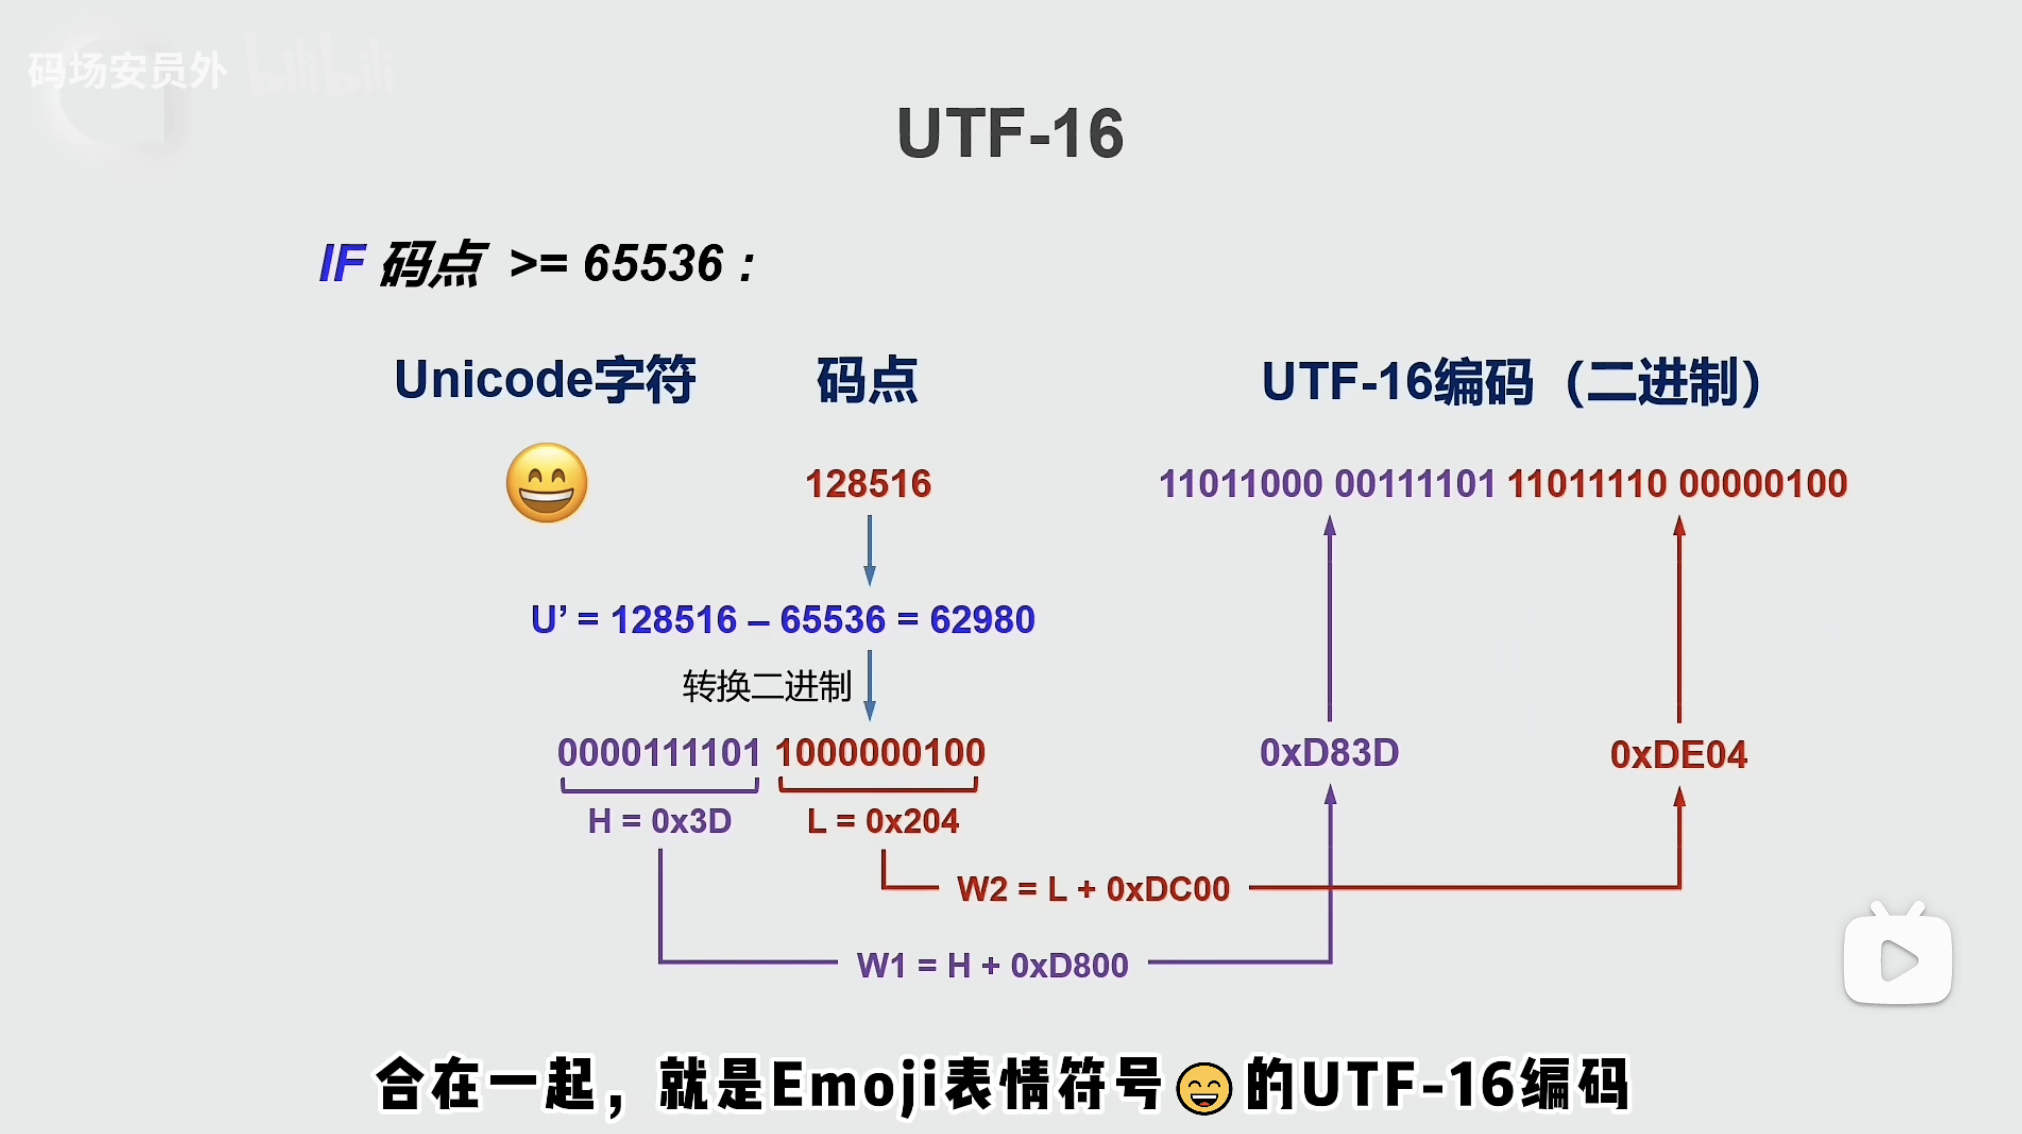 码场安员外 bilibili
UTF-16
IF 码点 >= 65536 :
Unicode字符 码点 UTF-16编码（二进制）
128516 11011000 00111101 11011110 00000100
U’ = 128516 – 65536 = 62980
转换二进制
0000111101 1000000100 0xD83D 0xDE04
H = 0x3D L = 0x204
W2 = L + 0xDC00
W1 = H + 0xD800
合在一起，就是Emoji表情符号😄的UTF-16编码